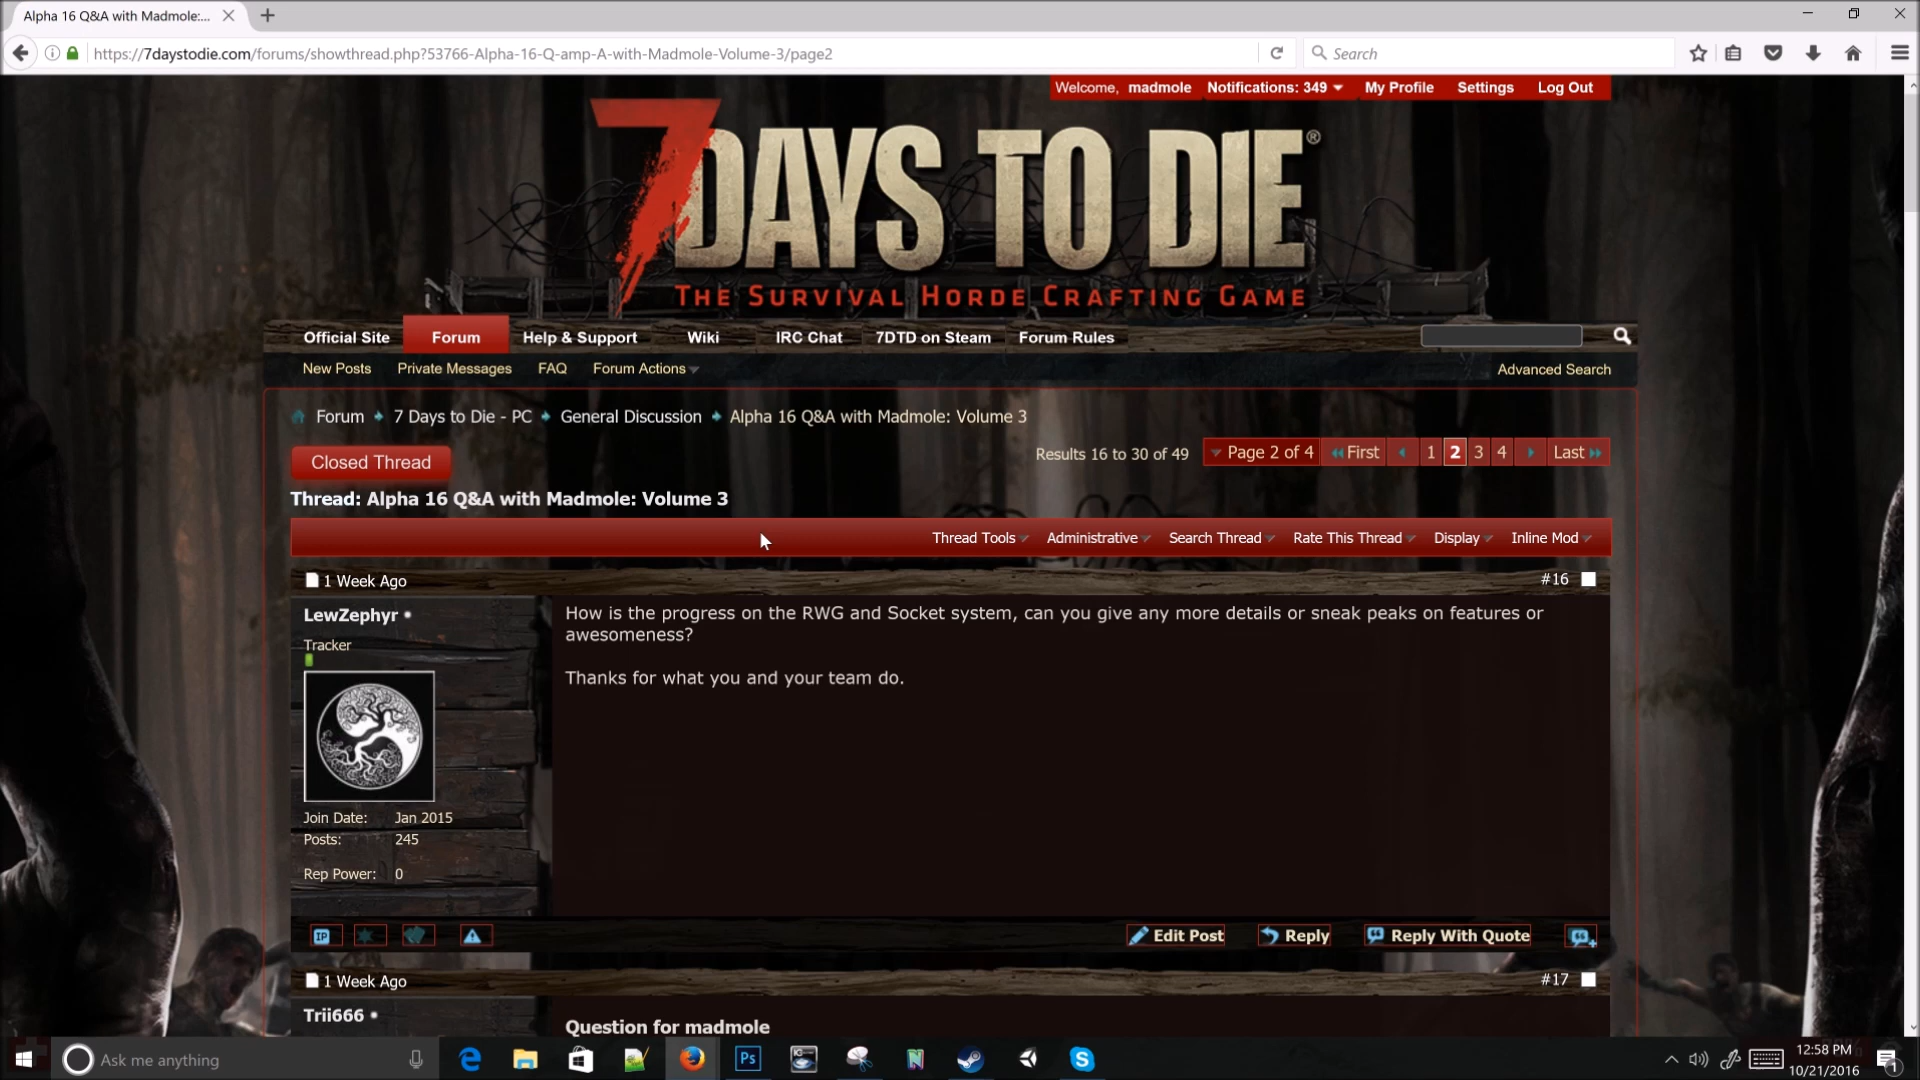 Alpha 16 Q&A with Madmole:...
https://7daystodie.com/forums/showthread.php?53766-Alpha-16-Q-amp-A-with-Madmole-Volume-3/page2
Search
Welcome, madmole Notifications: 349 My Profile Settings Log Out
7 DAYS TO DIE®
THE SURVIVAL HORDE CRAFTING GAME
Official Site Forum Help & Support Wiki IRC Chat 7DTD on Steam Forum Rules
New Posts Private Messages FAQ Forum Actions Advanced Search
Forum 7 Days to Die - PC General Discussion Alpha 16 Q&A with Madmole: Volume 3
Closed Thread
Results 16 to 30 of 49 Page 2 of 4 First 1 2 3 4 Last
Thread: Alpha 16 Q&A with Madmole: Volume 3
Thread Tools Administrative Search Thread Rate This Thread Display Inline Mod
1 Week Ago #16
LewZephyr
Tracker
How is the progress on the RWG and Socket system, can you give any more details or sneak peaks on features or
awesomeness?
Thanks for what you and your team do.
Join Date: Jan 2015
Posts: 245
Rep Power: 0
IP Edit Post Reply Reply With Quote
1 Week Ago #17
Trii666
Question for madmole
Ask me anything
Ps
12:58 PM
10/21/2016
1